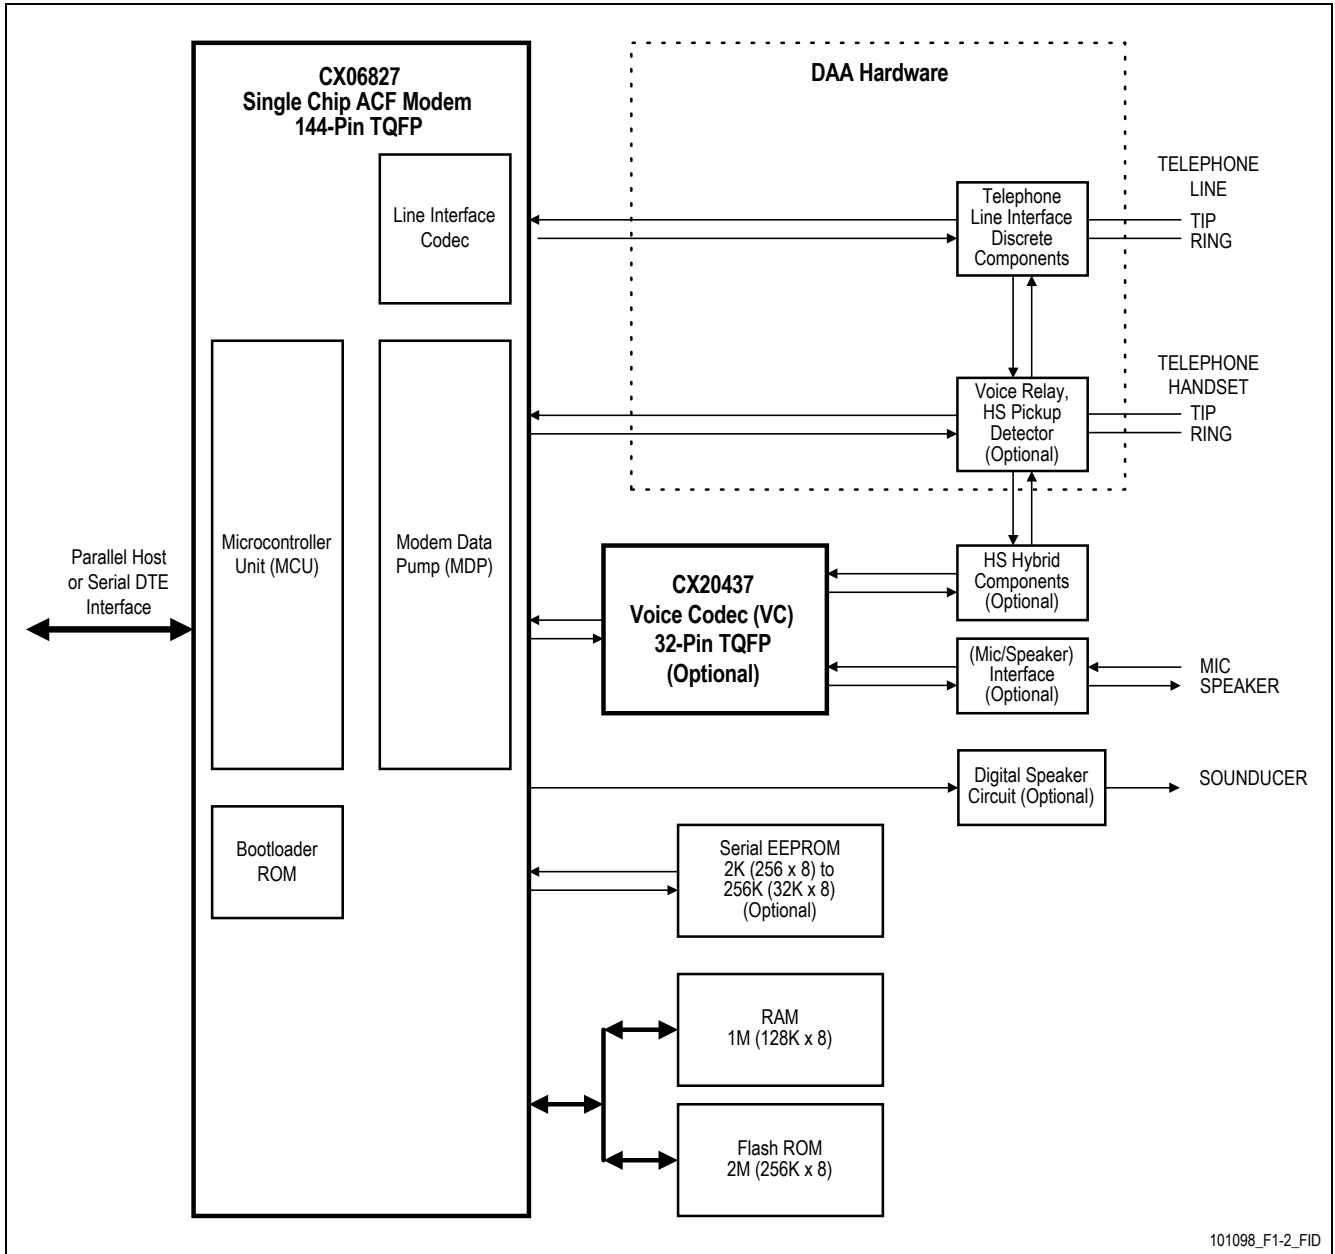 CX06827
Single Chip ACF Modem
144-Pin TQFP
DAA Hardware
Line Interface
Codec
Telephone
Line Interface
Discrete
Components
TELEPHONE
LINE
TIP
RING
Microcontroller
Unit (MCU)
Modem Data
Pump (MDP)
Voice Relay,
HS Pickup
Detector
(Optional)
TELEPHONE
HANDSET
TIP
RING
Parallel Host
or Serial DTE
Interface
CX20437
Voice Codec (VC)
32-Pin TQFP
(Optional)
HS Hybrid
Components
(Optional)
(Mic/Speaker)
Interface
(Optional)
MIC
SPEAKER
Digital Speaker
Circuit (Optional)
SOUNDUCER
Bootloader
ROM
Serial EEPROM
2K (256 x 8) to
256K (32K x 8)
(Optional)
RAM
1M (128K x 8)
Flash ROM
2M (256K x 8)
101098_F1-2_FID